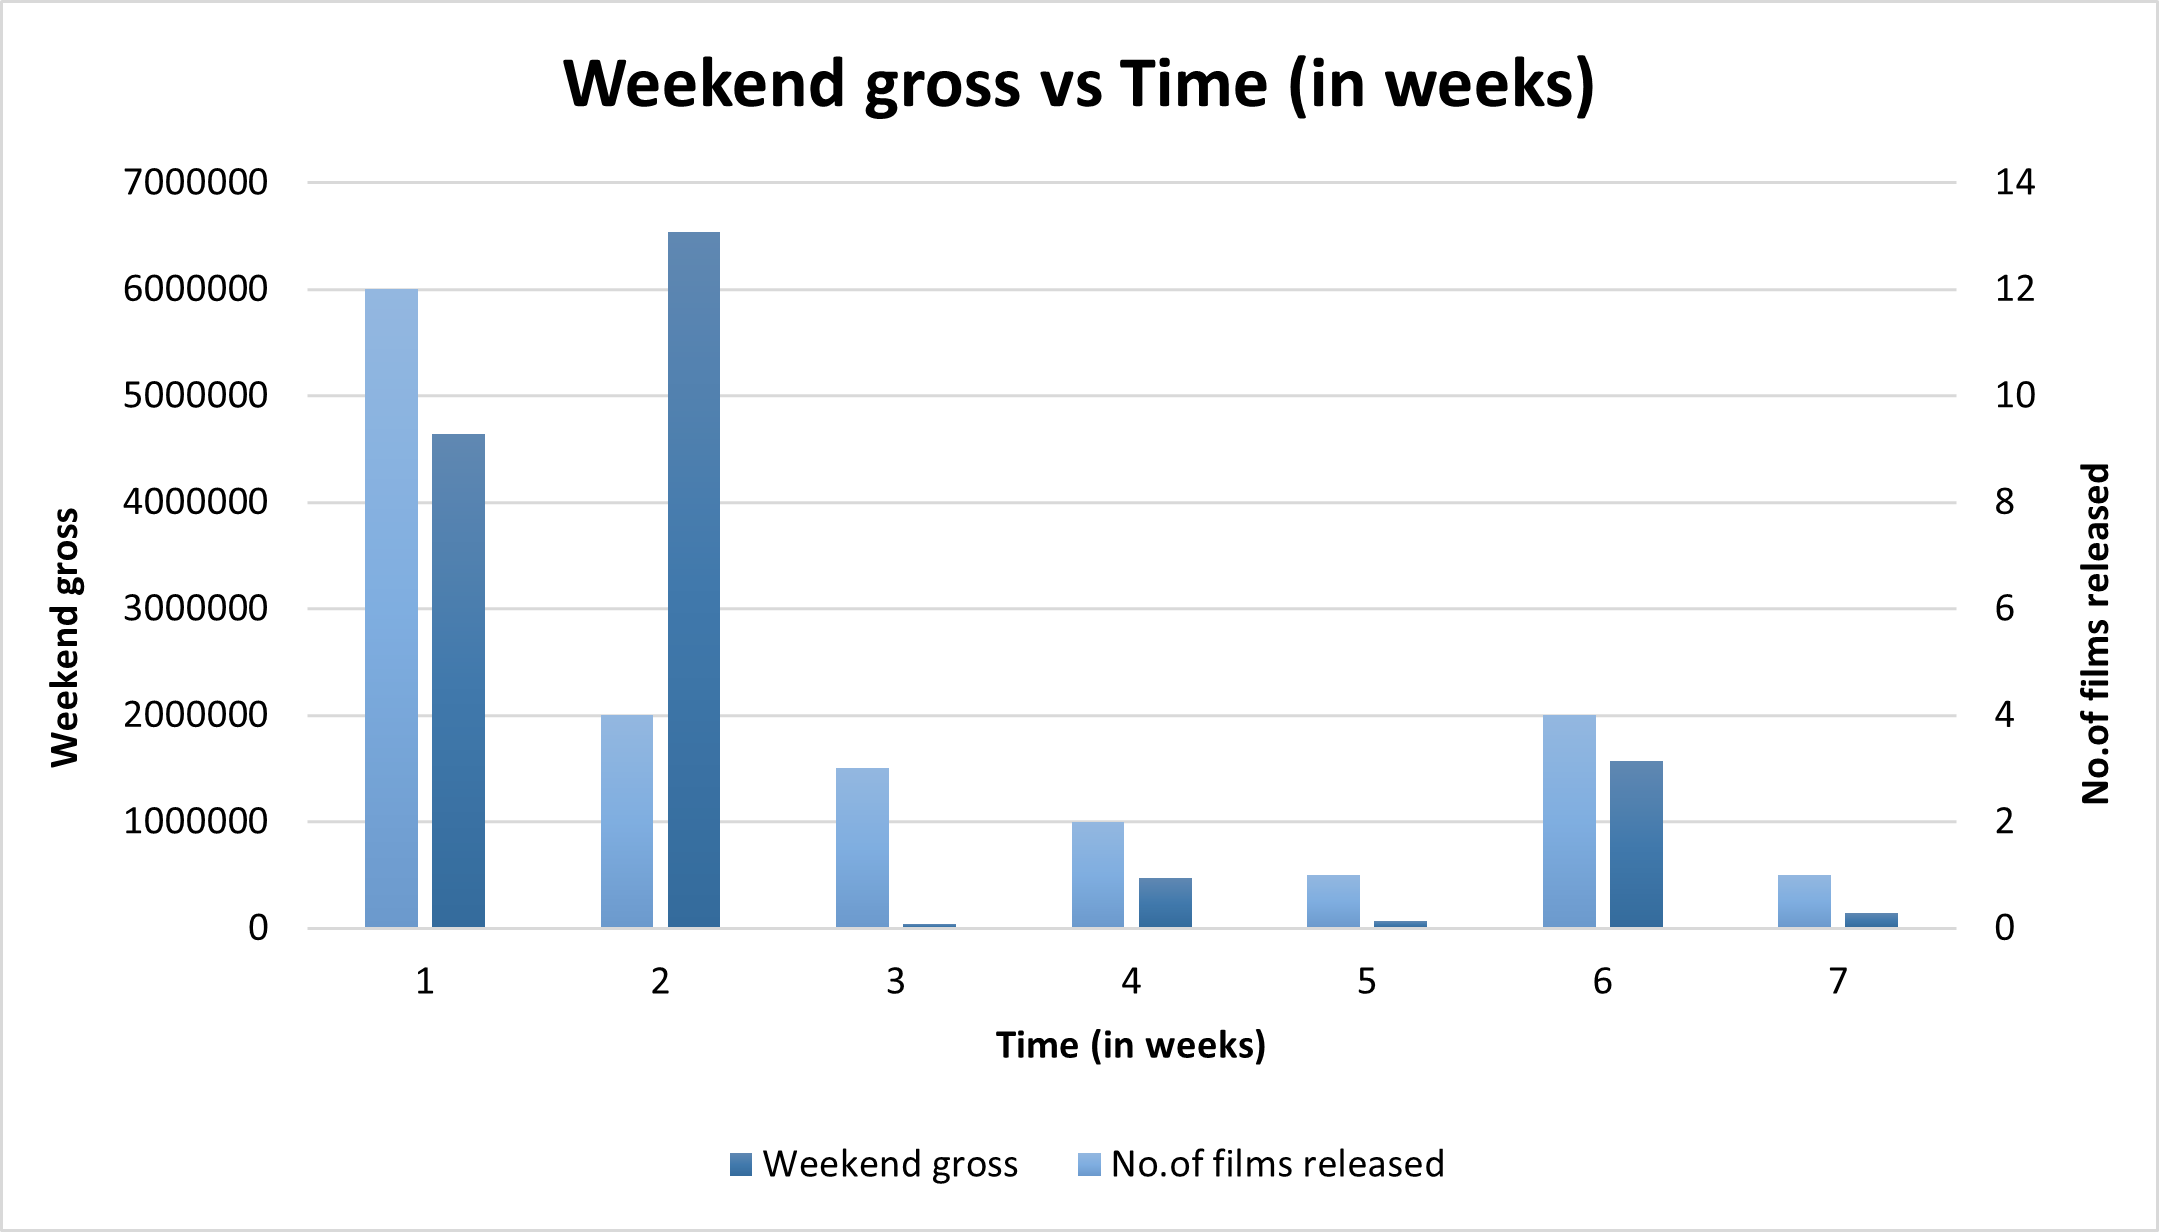 Weekend gross vs Time (in weeks)
7000000
6000000
5000000
4000000
3000000
2000000
1000000
0
Weekend gross
14
12
10
8
6
4
2
0
No.of films released
1 2 3 4 5 6 7
Time (in weeks)
Weekend gross No.of films released